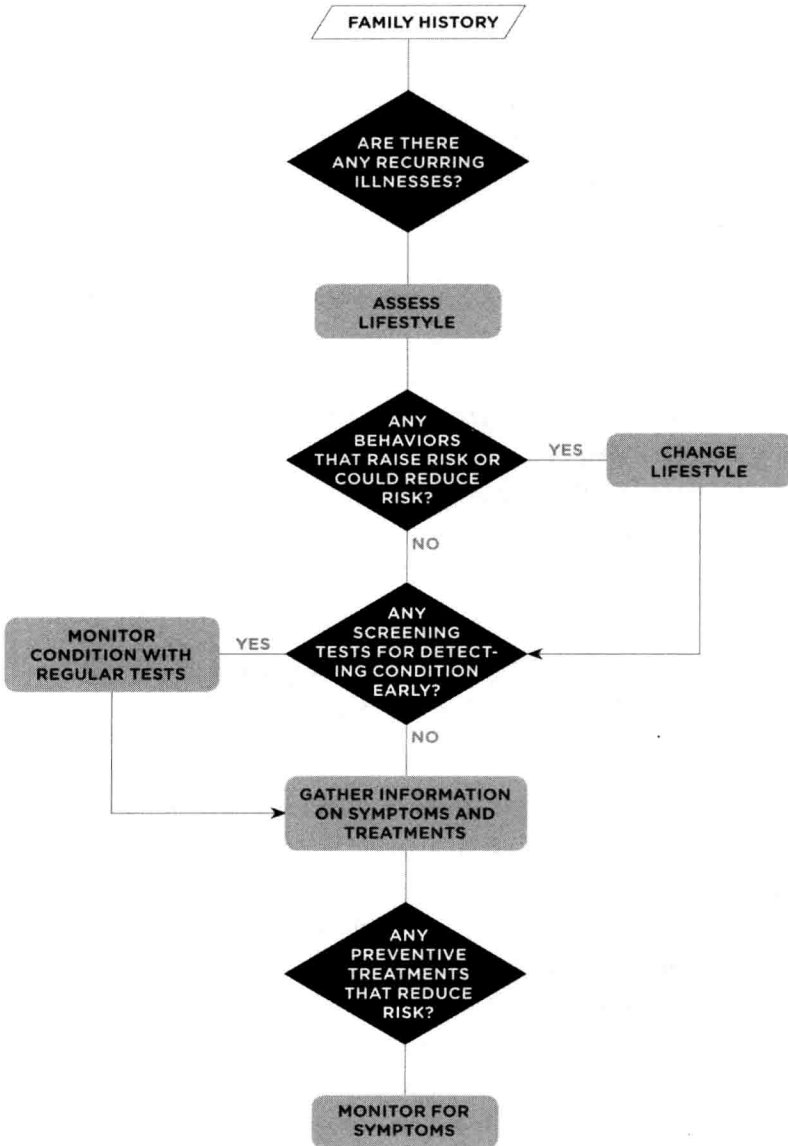 FAMILY HISTORY
ARE THERE
ANY RECURRING
ILLNESSES?
ASSESS
LIFESTYLE
ANY
BEHAVIORS
THAT RAISE RISK OR
COULD REDUCE
RISK?
YES
CHANGE
LIFESTYLE
NO
ANY
SCREENING
TESTS FOR DETECT-
ING CONDITION
EARLY?
YES
MONITOR
CONDITION WITH
REGULAR TESTS
NO
GATHER INFORMATION
ON SYMPTOMS AND
TREATMENTS
ANY
PREVENTIVE
TREATMENTS
THAT REDUCE
RISK?
MONITOR FOR
SYMPTOMS